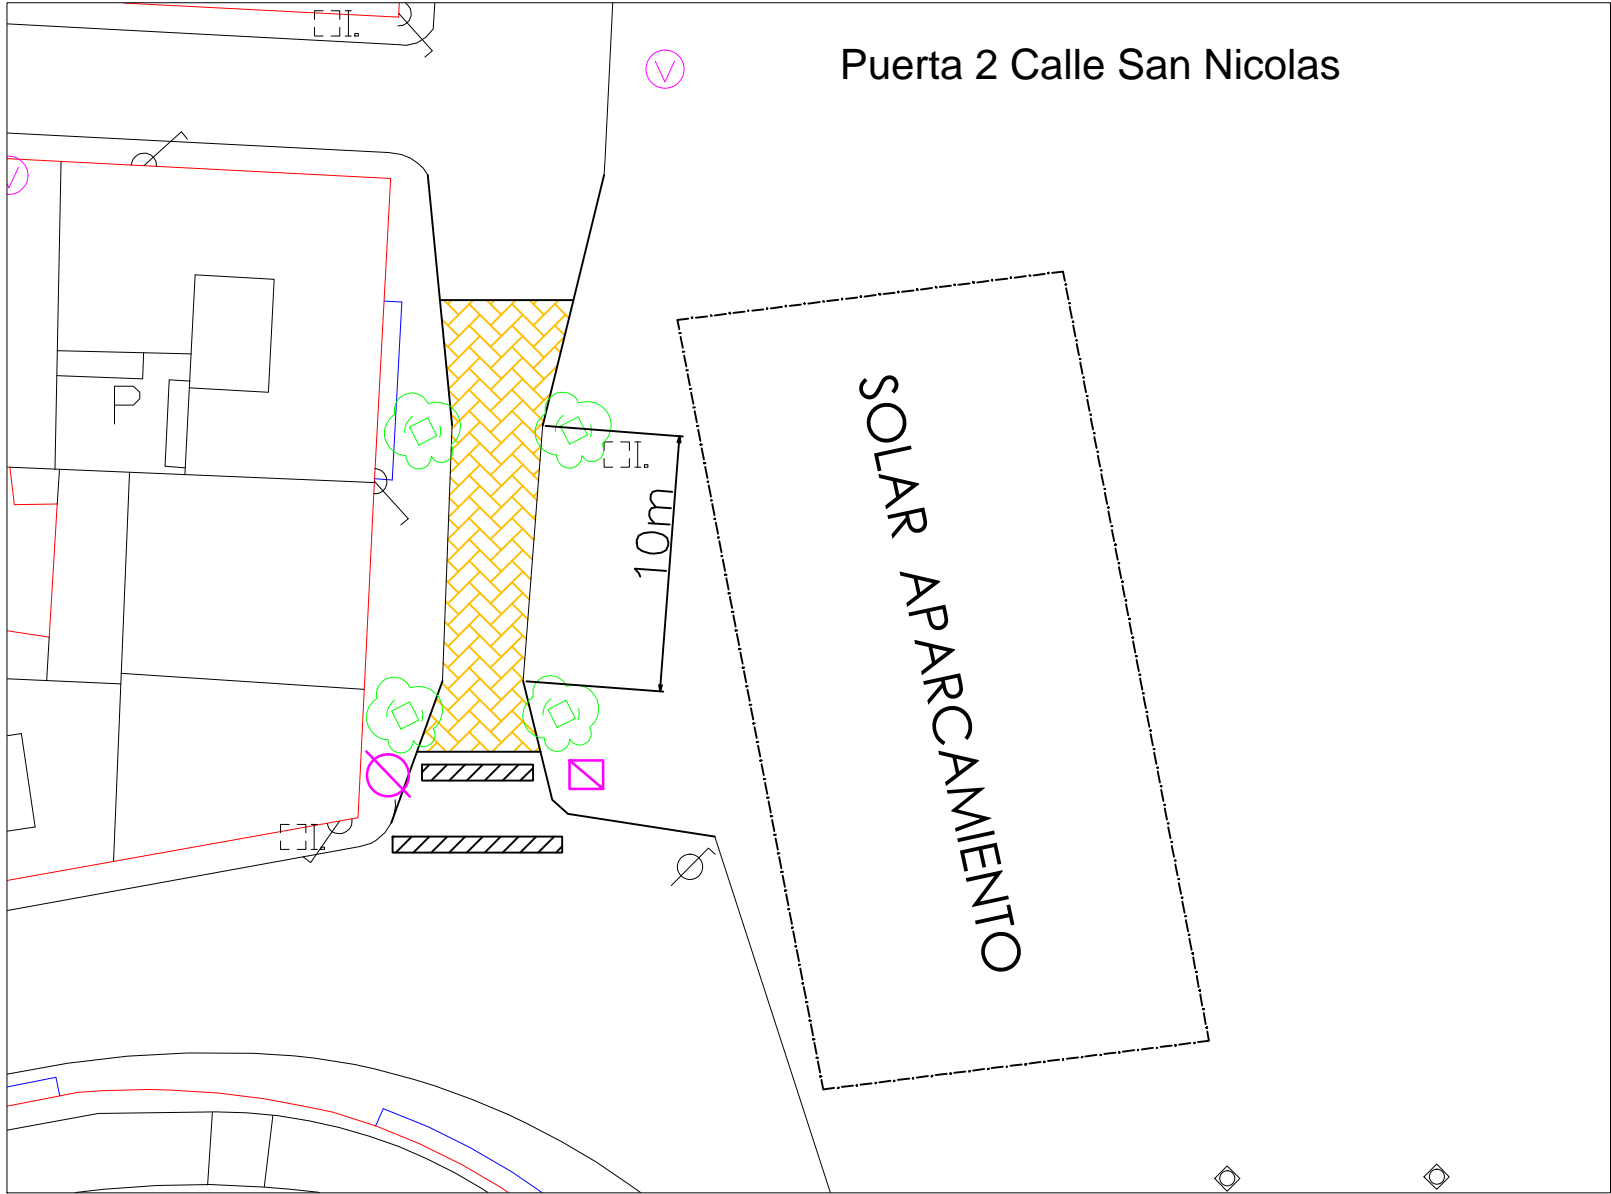 Puerta 2 Calle San Nicolas
I.
V
V
P
I.
10m
SOLAR APARCAMIENTO
I.